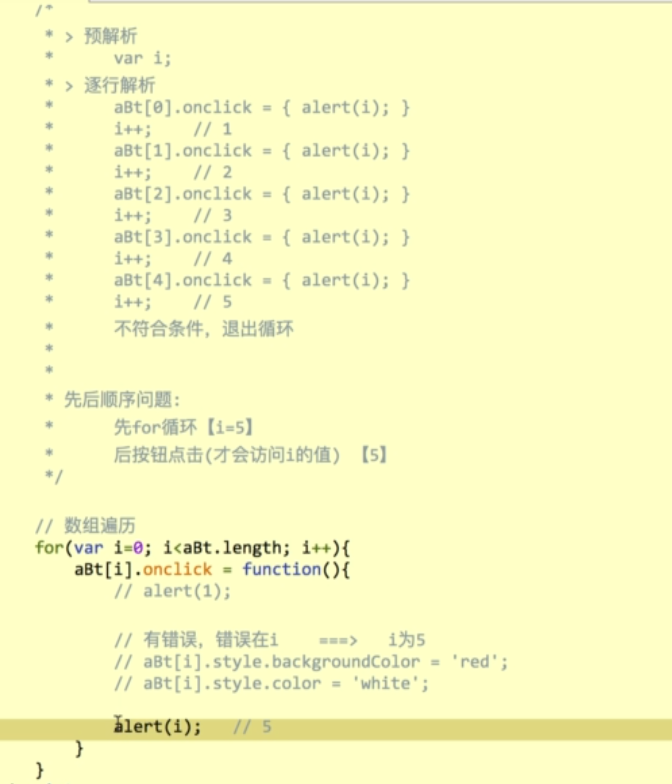 /*
* > 预解析
* var i;
* > 逐行解析
* aBt[0].onclick = { alert(i); }
* i++; // 1
* aBt[1].onclick = { alert(i); }
* i++; // 2
* aBt[2].onclick = { alert(i); }
* i++; // 3
* aBt[3].onclick = { alert(i); }
* i++; // 4
* aBt[4].onclick = { alert(i); }
* i++; // 5
* 不符合条件，退出循环
*
*
* 先后顺序问题:
* 先for循环【i=5】
* 后按钮点击(才会访问i的值) 【5】
*/
// 数组遍历
for(var i=0; i<aBt.length; i++){
aBt[i].onclick = function(){
// alert(1);
// 有错误，错误在i ===> i为5
// aBt[i].style.backgroundColor = 'red';
// aBt[i].style.color = 'white';
alert(i); // 5
}
}